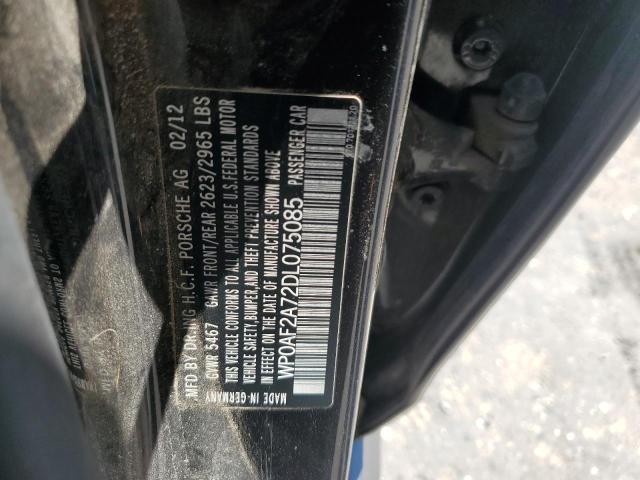 MFD BY DR.ING H.C.F. PORSCHE AG 02/12
GVWR 5467 GAWR FRONT/REAR 2623/2965 LBS
THIS VEHICLE CONFORMS TO ALL APPLICABLE U.S.FEDERAL MOTOR
VEHICLE SAFETY,BUMPER,AND THEFT PREVENTION STANDARDS
IN EFFECT ON THE DATE OF MANUFACTURE SHOWN ABOVE
WP0AF2A72DL075085 PASSENGER CAR
MADE IN-GERMANY